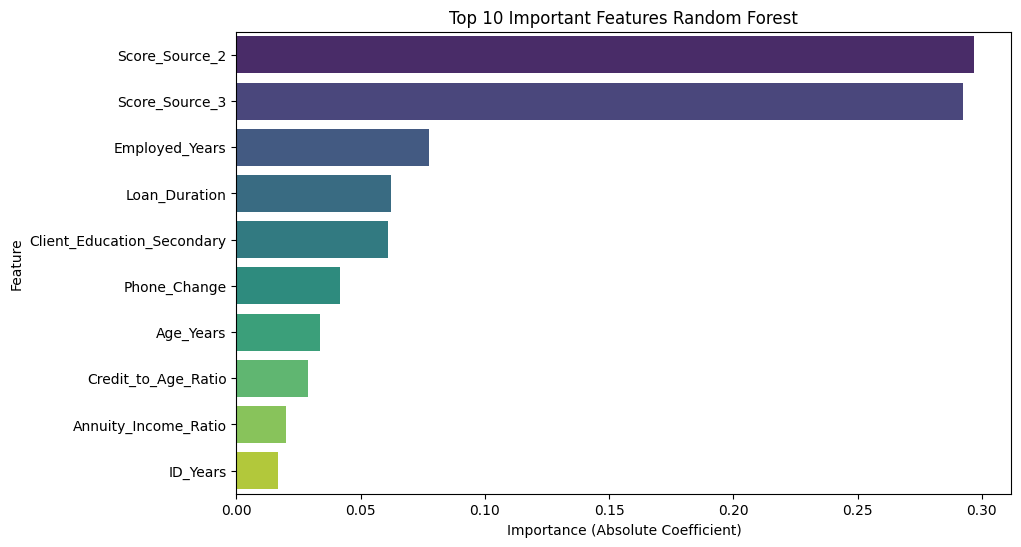 Top 10 Important Features Random Forest
Feature
Score_Source_2
Score_Source_3
Employed_Years
Loan_Duration
Client_Education_Secondary
Phone_Change
Age_Years
Credit_to_Age_Ratio
Annuity_Income_Ratio
ID_Years
0.00 0.05 0.10 0.15 0.20 0.25 0.30
Importance (Absolute Coefficient)